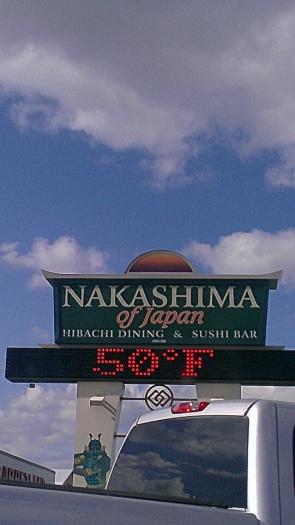 NAKASHIMA
of Japan
HIBACHI DINING & SUSHI BAR
50°F